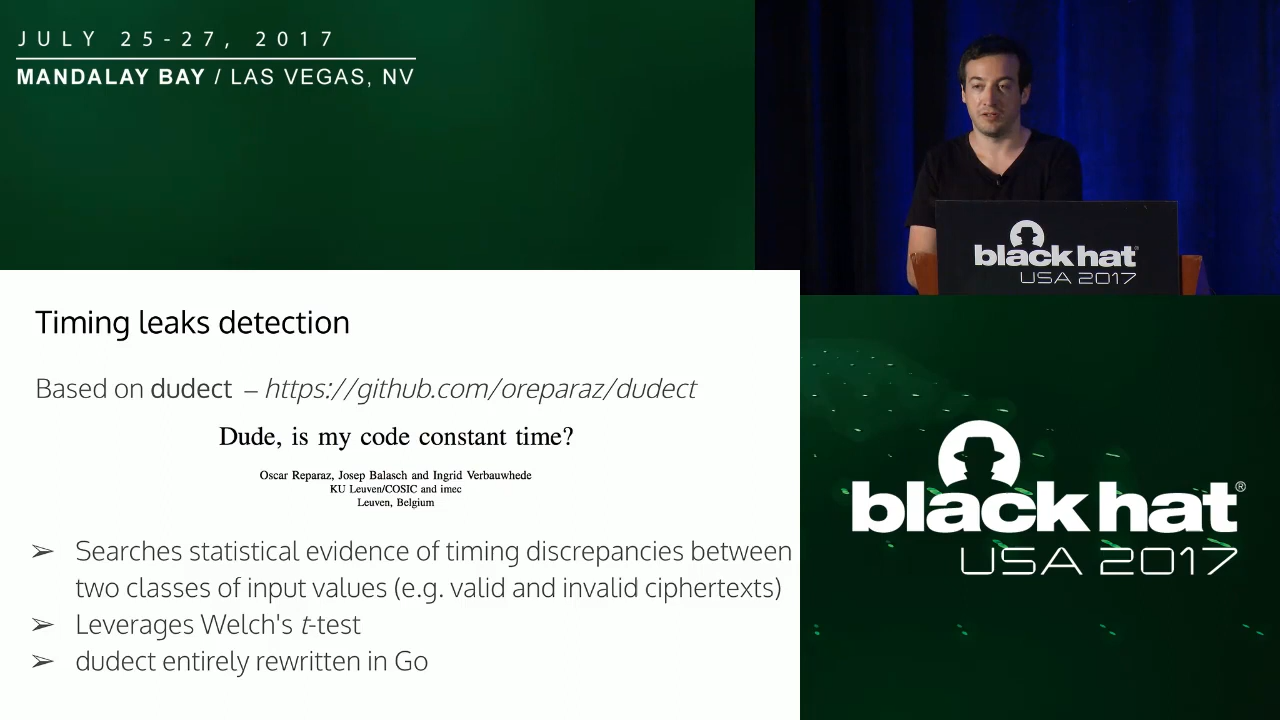 JULY 25-27, 2017
MANDALAY BAY / LAS VEGAS, NV
black hat
USA 2017
Timing leaks detection
Based on dudect – https://github.com/oreparaz/dudect
Dude, is my code constant time?
Oscar Reparaz, Josep Balasch and Ingrid Verbauwhede
KU Leuven/COSIC and imec
Leuven, Belgium
➢ Searches statistical evidence of timing discrepancies between
two classes of input values (e.g. valid and invalid ciphertexts)
➢ Leverages Welch's t-test
➢ dudect entirely rewritten in Go
black hat®
USA 2017